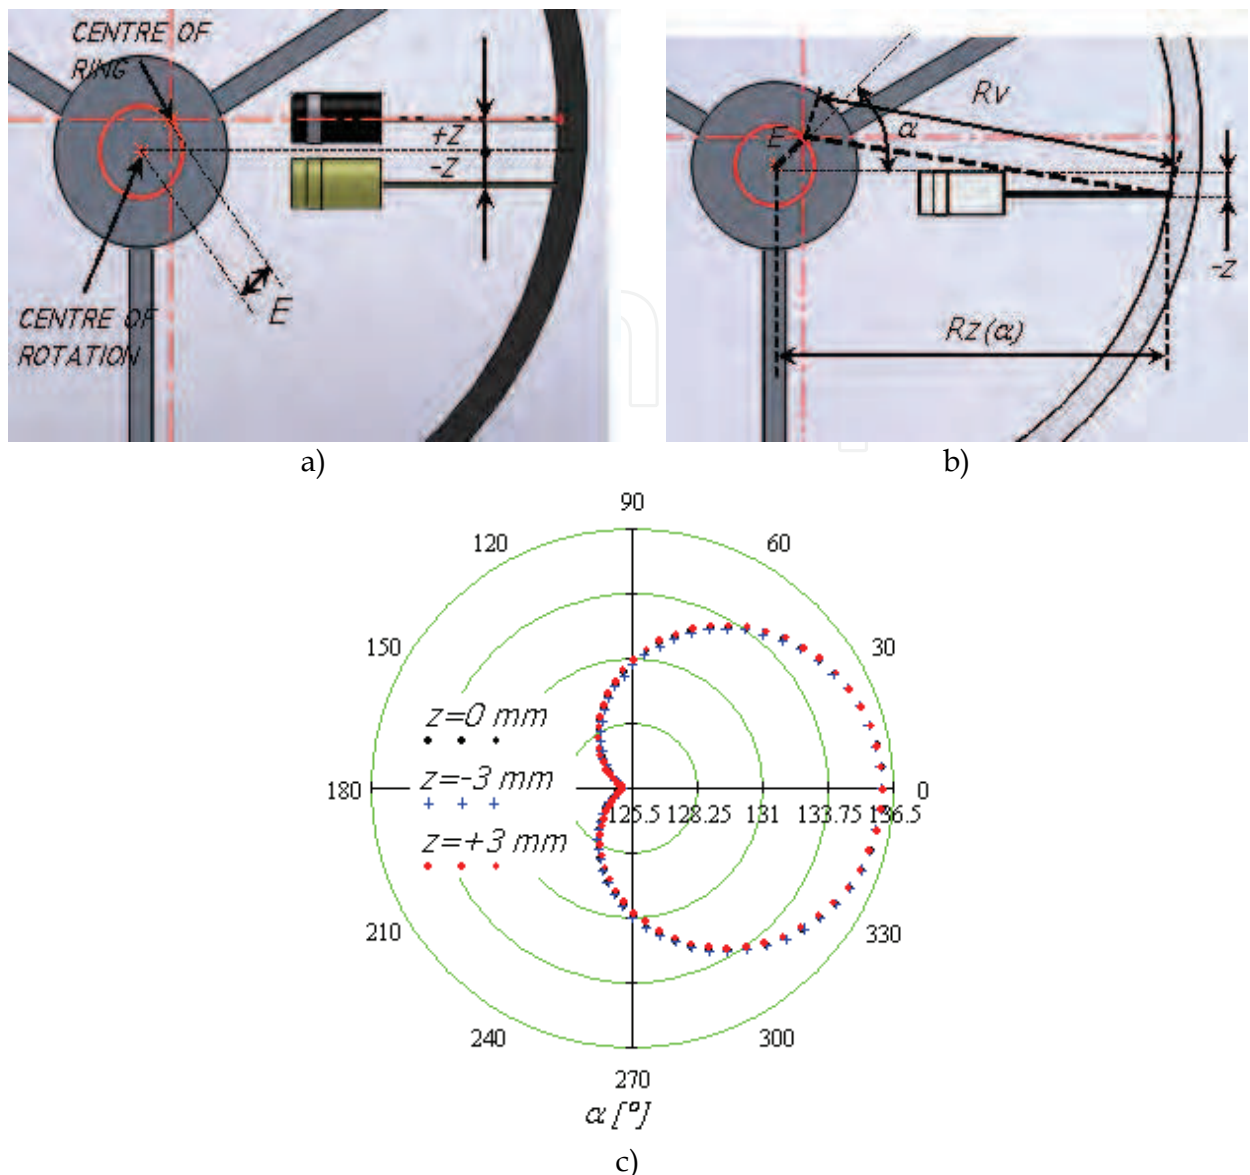 CENTRE OF
RING
+Z
-Z
E
CENTRE OF
ROTATION
a)
Rv
α
E
-z
Rz(α)
b)
90
120
60
150
30
z=0 mm
z=-3 mm
z=+3 mm
180
125.5 128.25 131 133.75 136.5
0
210
330
240
300
270
α [°]
c)